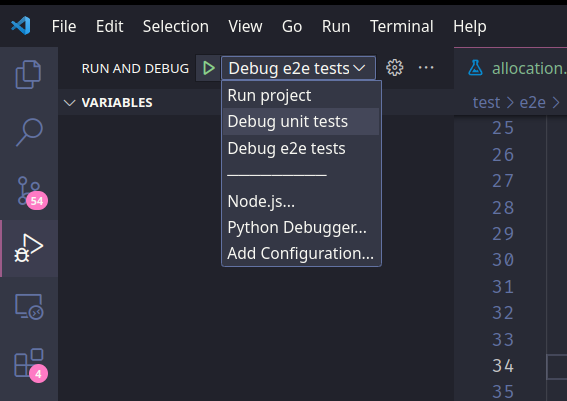 File Edit Selection View Go Run Terminal Help
RUN AND DEBUG Debug e2e tests ...
allocation.
VARIABLES
Run project
Debug unit tests
Debug e2e tests
Node.js...
Python Debugger...
Add Configuration...
54
4
test > e2e >
25
26
27
28
29
30
31
32
33
34
35